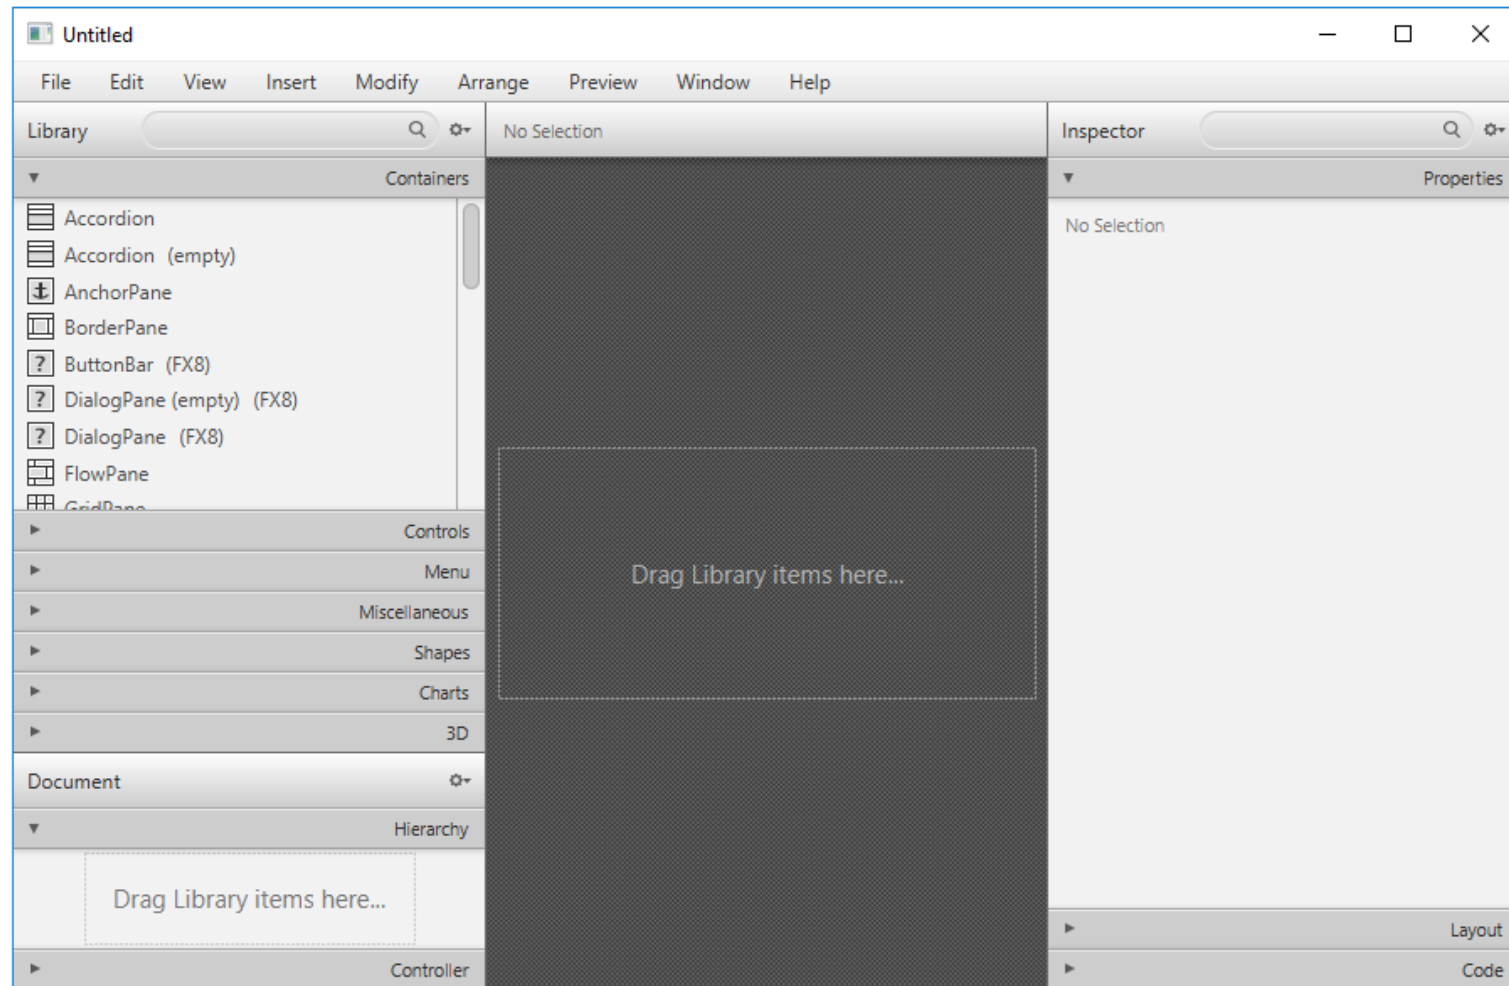 Untitled
File Edit View Insert Modify Arrange Preview Window Help
Library
No Selection
Inspector
Containers
Accordion
Accordion (empty)
AnchorPane
BorderPane
ButtonBar (FX8)
DialogPane (empty) (FX8)
DialogPane (FX8)
FlowPane
GridPane
Controls
Menu
Miscellaneous
Shapes
Charts
3D
Document
Hierarchy
Drag Library items here...
Controller
Drag Library items here...
Properties
No Selection
Layout
Code